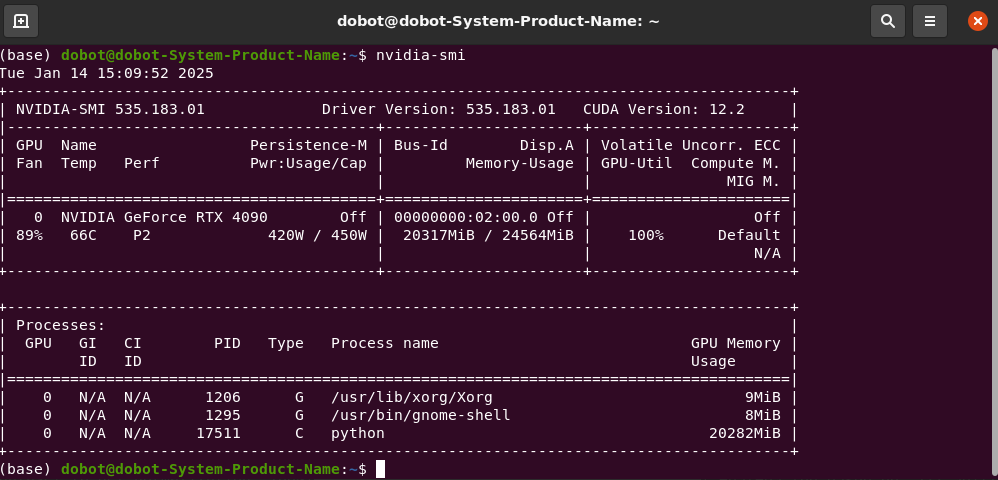 dobot@dobot-System-Product-Name: ~
(base) dobot@dobot-System-Product-Name:~$ nvidia-smi
Tue Jan 14 15:09:52 2025
+---------------------------------------------------------------------------------------+
| NVIDIA-SMI 535.183.01             Driver Version: 535.183.01   CUDA Version: 12.2     |
|-----------------------------------------+----------------------+----------------------+
| GPU  Name                 Persistence-M | Bus-Id        Disp.A | Volatile Uncorr. ECC |
| Fan  Temp   Perf          Pwr:Usage/Cap |         Memory-Usage | GPU-Util  Compute M. |
|                                         |                      |               MIG M. |
|=========================================+======================+======================|
|   0  NVIDIA GeForce RTX 4090        Off | 00000000:02:00.0 Off |                  Off |
| 89%   66C    P2             420W / 450W |  20317MiB / 24564MiB |    100%      Default |
|                                         |                      |                  N/A |
+-----------------------------------------+----------------------+----------------------+

+---------------------------------------------------------------------------------------+
| Processes:                                                                            |
|  GPU   GI   CI        PID   Type   Process name                            GPU Memory |
|        ID   ID                                                             Usage      |
|=======================================================================================|
|    0   N/A  N/A      1206      G   /usr/lib/xorg/Xorg                            9MiB |
|    0   N/A  N/A      1295      G   /usr/bin/gnome-shell                          8MiB |
|    0   N/A  N/A     17511      C   python                                    20282MiB |
+---------------------------------------------------------------------------------------+
(base) dobot@dobot-System-Product-Name:~$